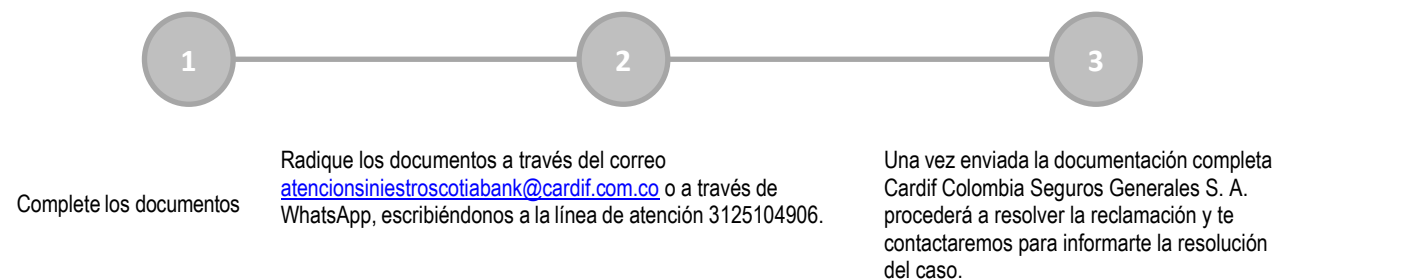 1
2
3
Complete los documentos
Radique los documentos a través del correo
atencionsiniestroscotiabank@cardif.com.co o a través de
WhatsApp, escribiéndonos a la línea de atención 3125104906.
Una vez enviada la documentación completa
Cardif Colombia Seguros Generales S. A.
procederá a resolver la reclamación y te
contactaremos para informarte la resolución
del caso.